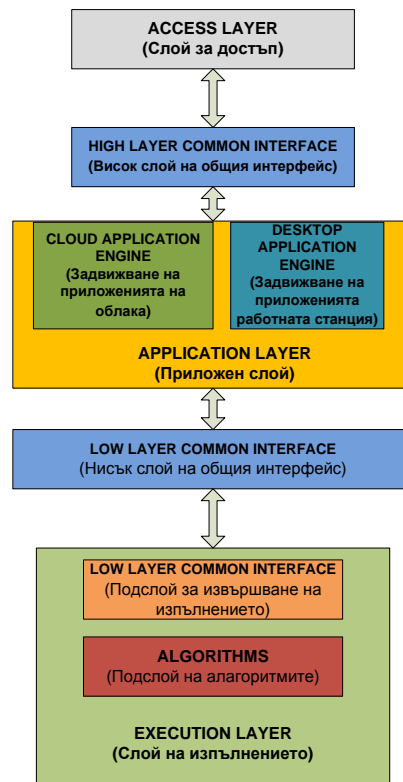 ACCESS LAYER
(Слой за достъп)
HIGH LAYER COMMON INTERFACE
(Висок слой на общия интерфейс)
CLOUD APPLICATION
ENGINE
(Задвижване на
приложенията на
облака)
DESKTOP
APPLICATION
ENGINE
(Задвижване на
приложенията
работната станция)
APPLICATION LAYER
(Приложен слой)
LOW LAYER COMMON INTERFACE
(Нисък слой на общия интерфейс)
LOW LAYER COMMON INTERFACE
(Подслой за извършване на
изпълнението)
ALGORITHMS
(Подслой на алагоритмите)
EXECUTION LAYER
(Слой на изпълнението)